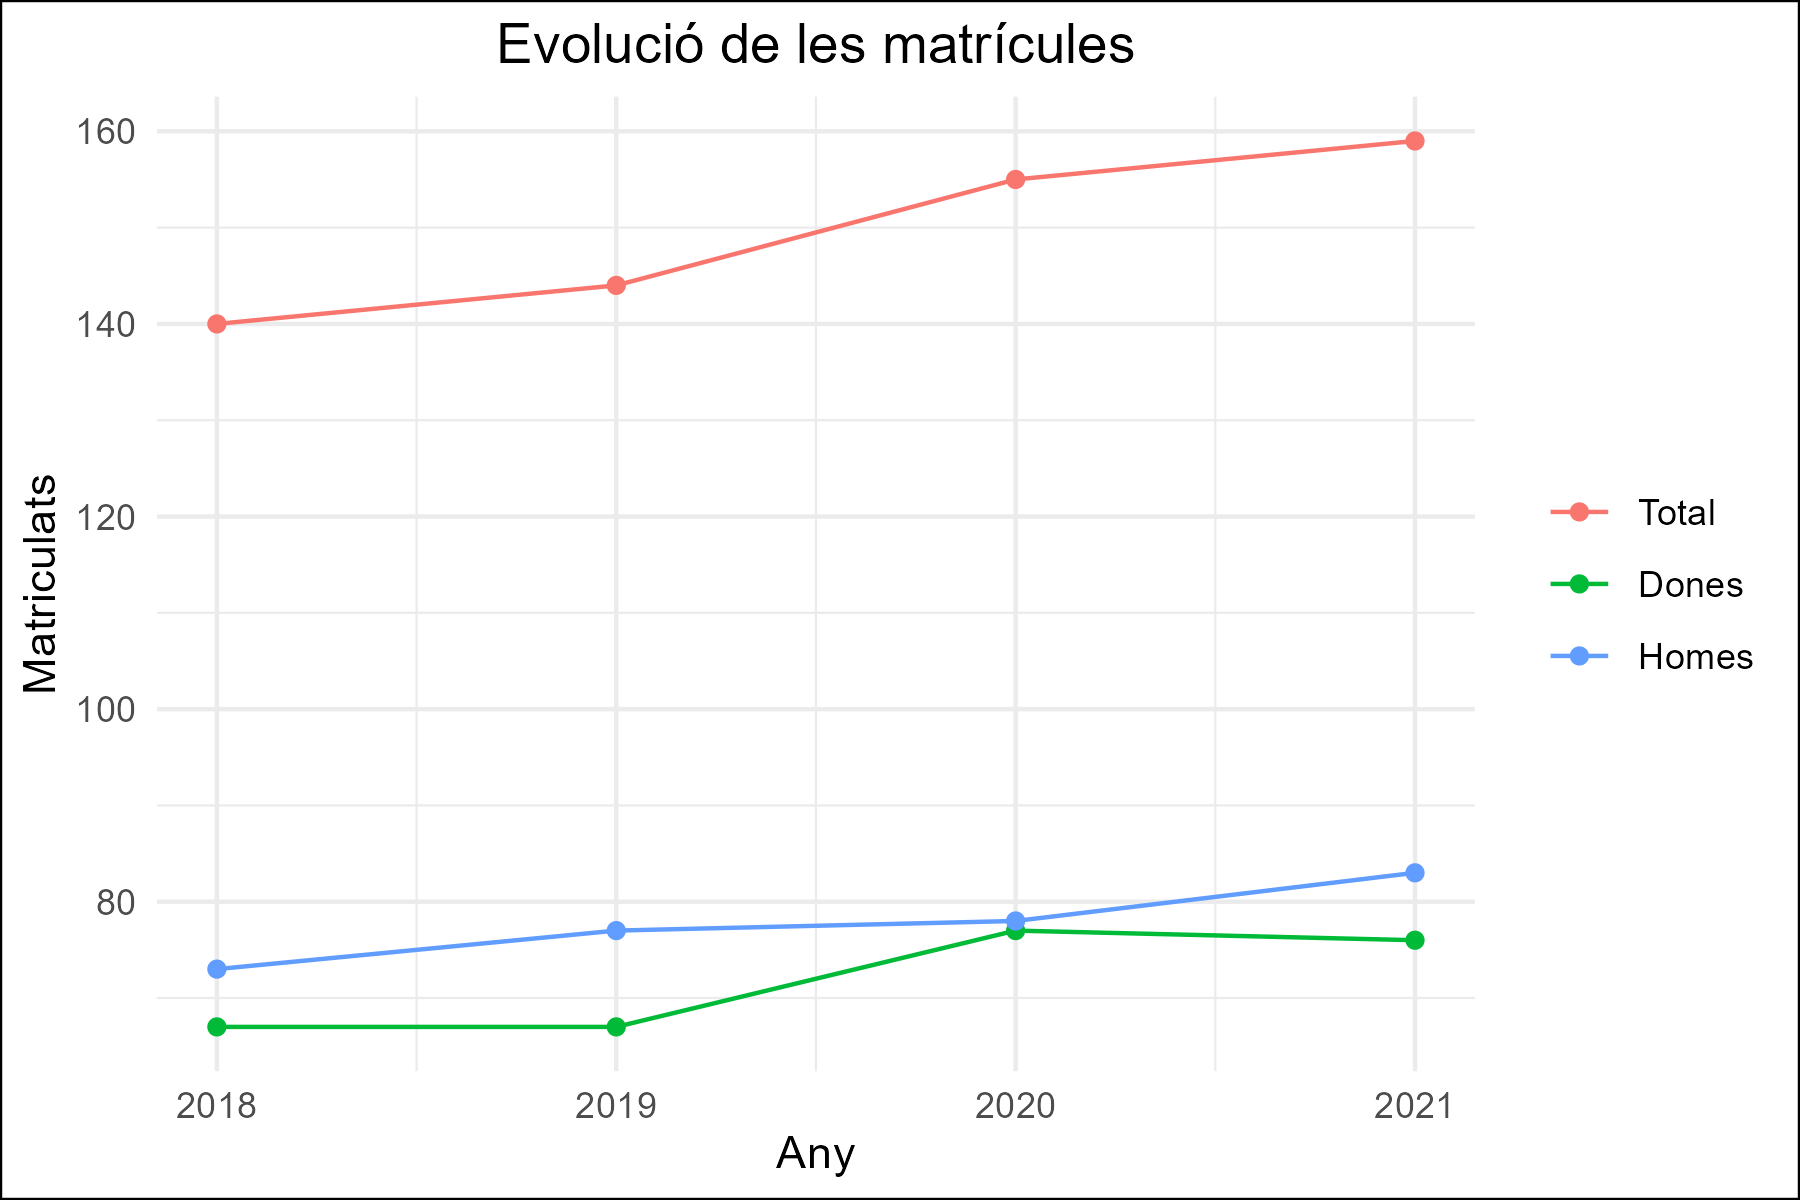 Evolució de les matrícules
Matriculats
160
140
120
100
80
2018
2019
2020
2021
Any
Total
Dones
Homes